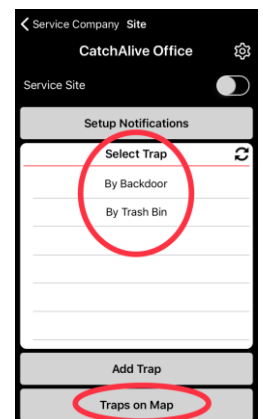 Service Company Site
CatchAlive Office
Service Site
Setup Notifications
Select Trap
By Backdoor
By Trash Bin
Add Trap
Traps on Map